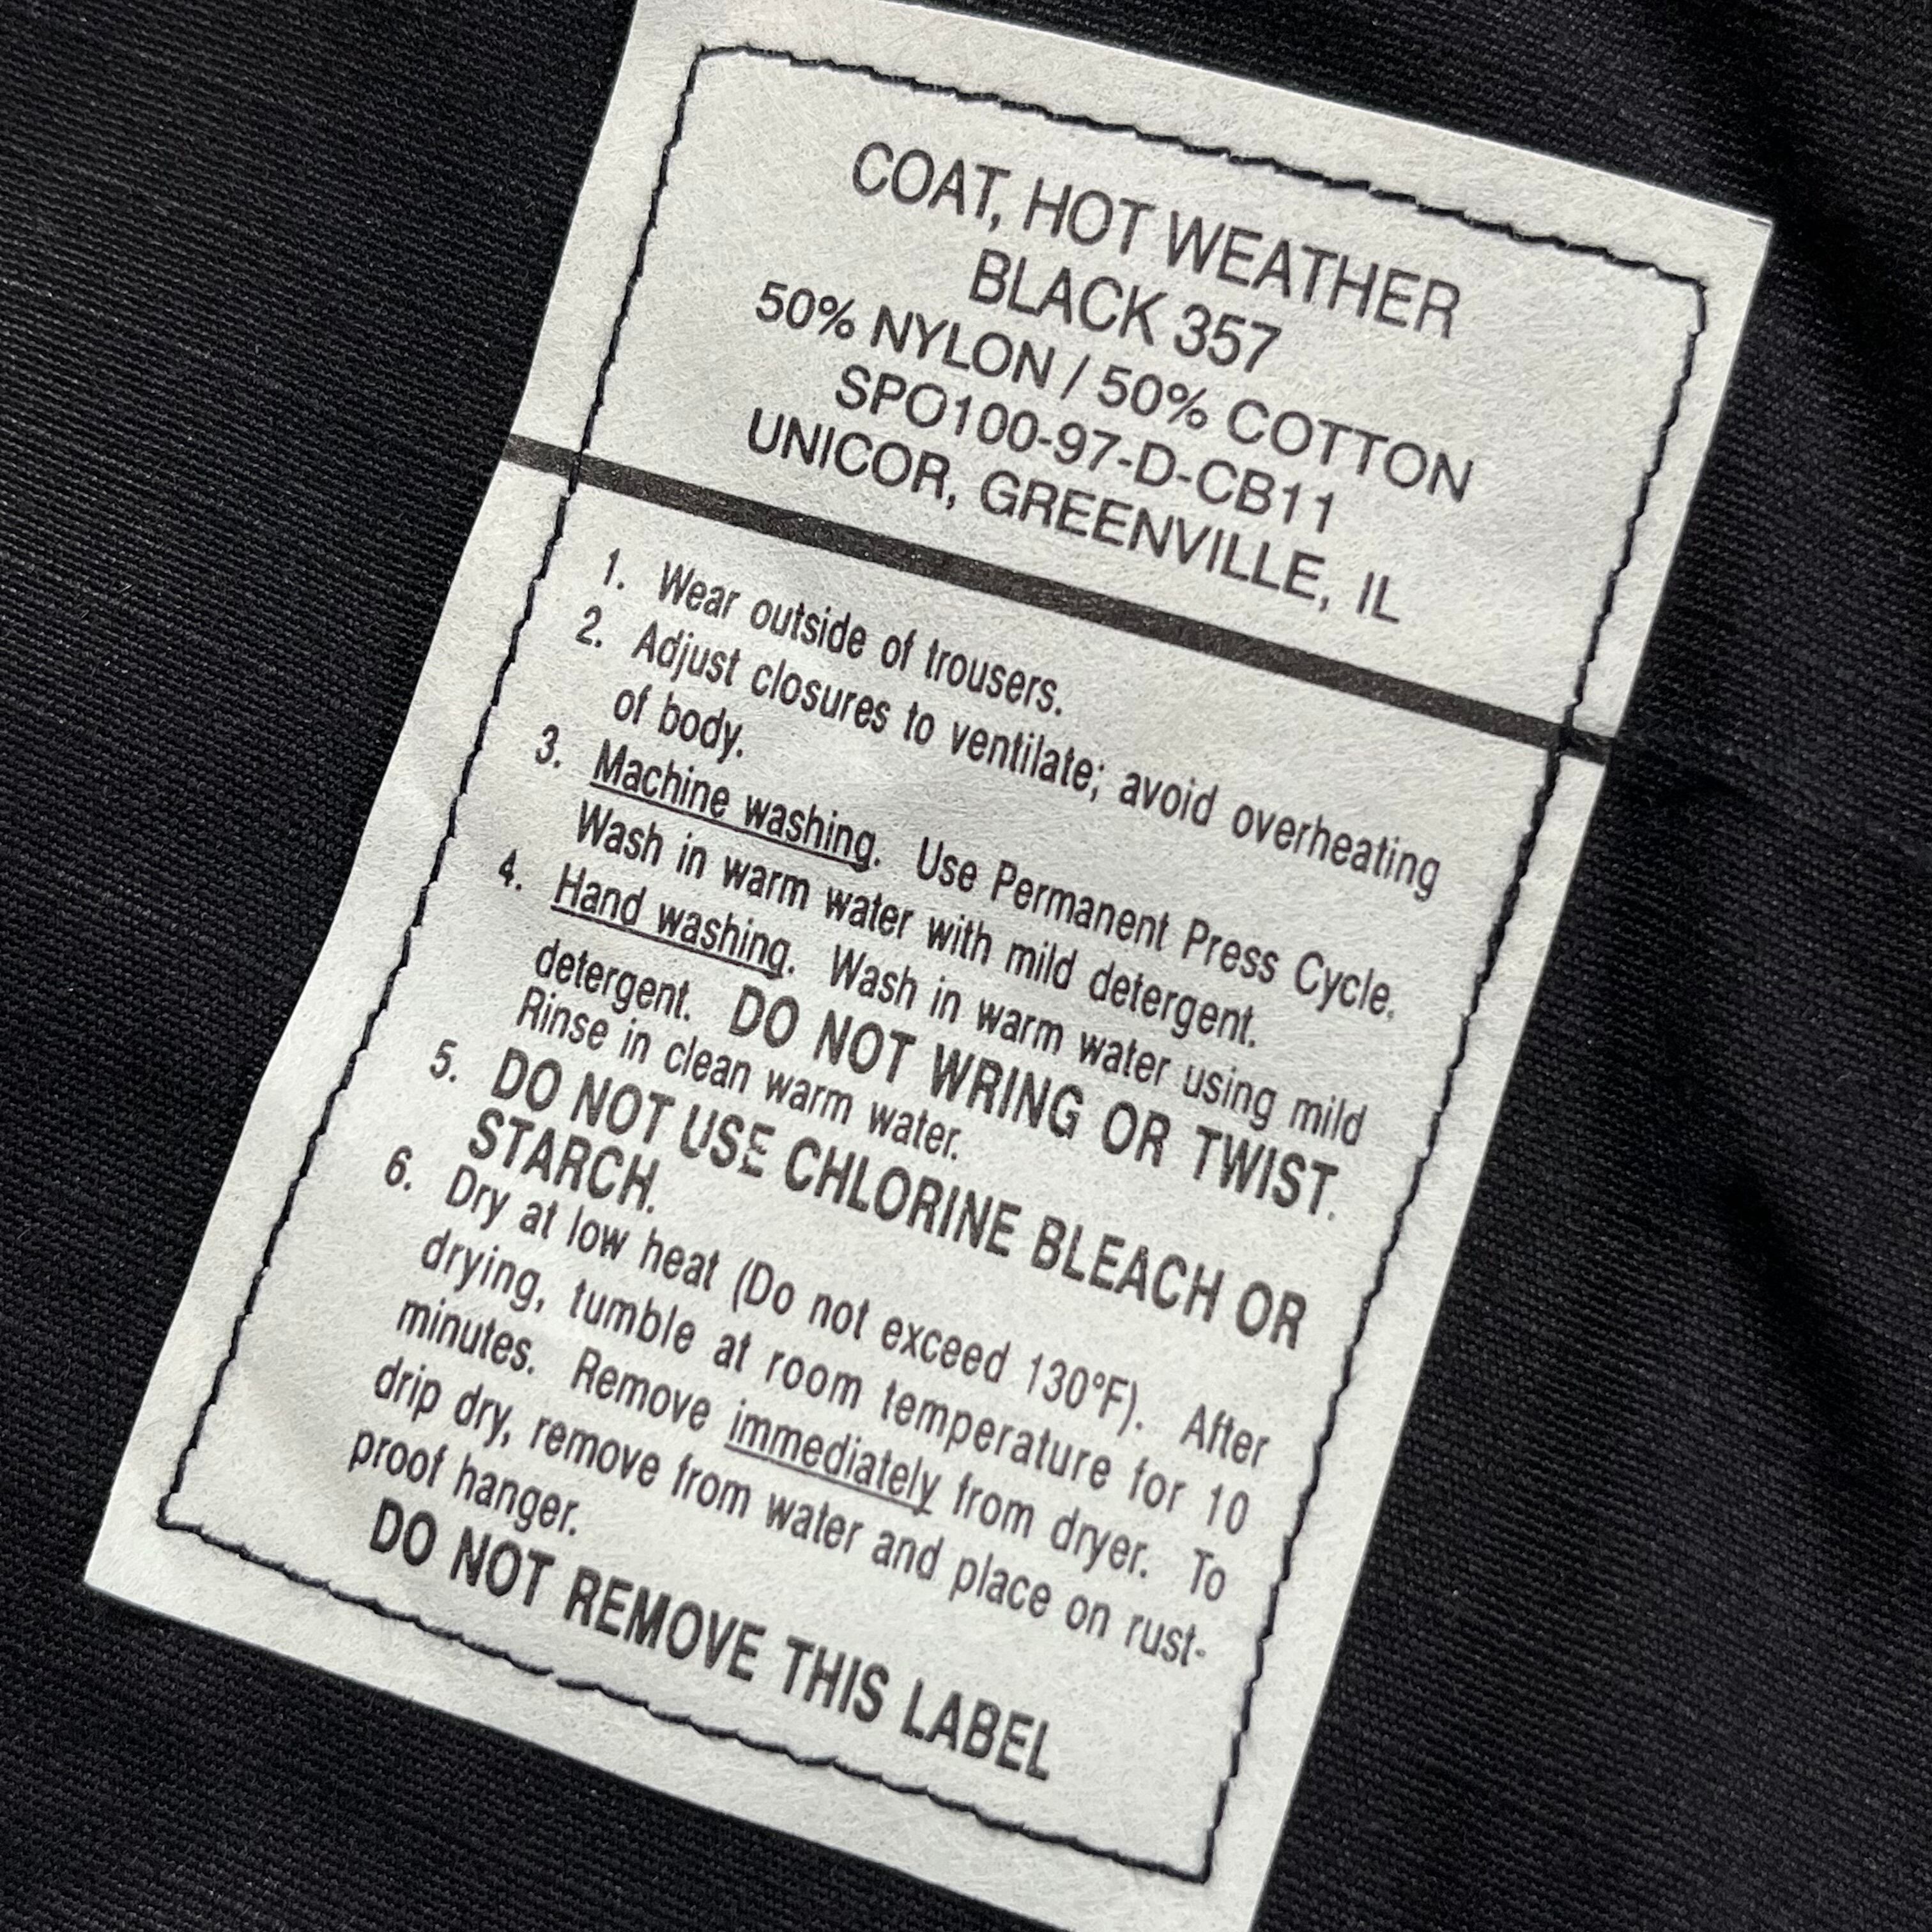 COAT, HOT WEATHER
BLACK 357
50% NYLON / 50% COTTON
SPO100-97-D-CB11
UNICOR, GREENVILLE, IL
1. Wear outside of trousers.
2. Adjust closures to ventilate; avoid overheating
of body.
3. Machine washing. Use Permanent Press Cycle.
Wash in warm water with mild detergent.
4. Hand washing. Wash in warm water using mild
detergent. DO NOT WRING OR TWIST.
Rinse in clean warm water.
5. DO NOT USE CHLORINE BLEACH OR
STARCH.
6. Dry at low heat (Do not exceed 130°F). After
drying, tumble at room temperature for 10
minutes. Remove immediately from dryer. To
drip dry, remove from water and place on rust-
proof hanger.
DO NOT REMOVE THIS LABEL